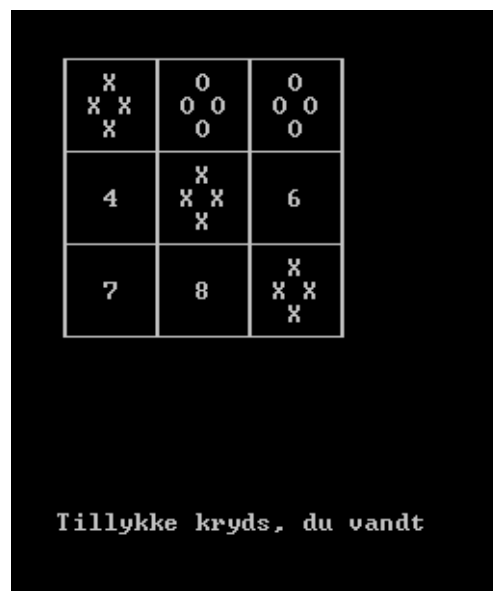 X O O
X X O O O O
X O O
X
4 X X 6
X
X
7 8 X X
X
Tillykke kryds, du vandt